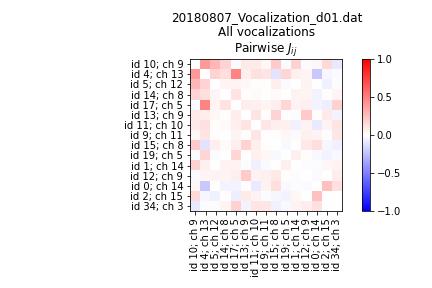 20180807_Vocalization_d01.dat
All vocalizations
Pairwise Jij
id 10; ch 9
id 4; ch 13
id 5; ch 12
id 14; ch 8
id 17; ch 5
id 13; ch 9
id 11; ch 10
id 9; ch 11
id 15; ch 8
id 19; ch 5
id 1; ch 14
id 12; ch 9
id 0; ch 14
id 2; ch 15
id 34; ch 3
id 10; ch 9
id 4; ch 13
id 5; ch 12
id 14; ch 8
id 17; ch 5
id 13; ch 9
id 11; ch 10
id 9; ch 11
id 15; ch 8
id 19; ch 5
id 1; ch 14
id 12; ch 9
id 0; ch 14
id 2; ch 15
id 34; ch 3
1.0
0.5
0.0
−0.5
−1.0